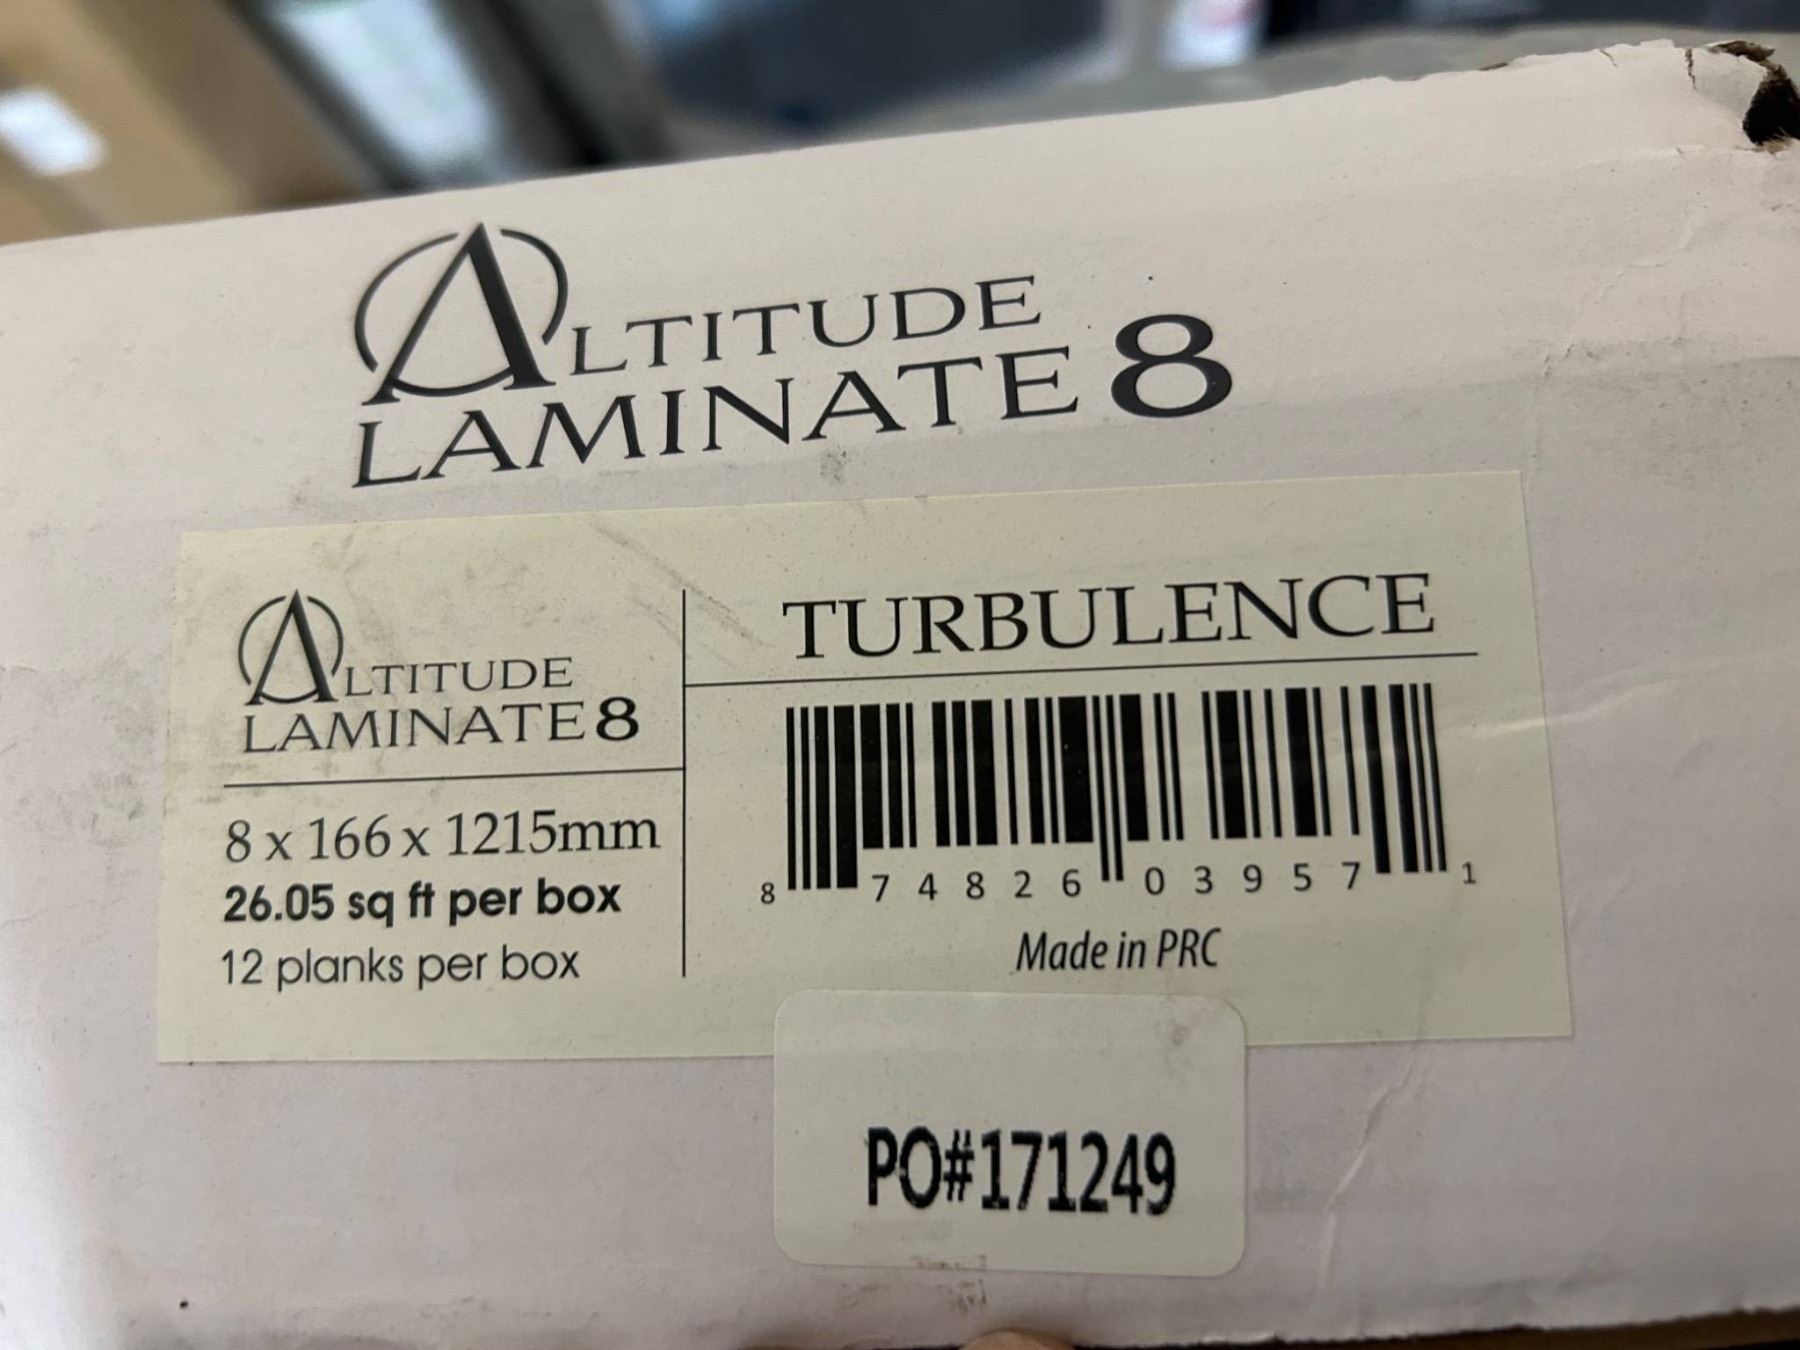 ALTITUDE
LAMINATE 8
ALTITUDE
LAMINATE 8
8 x 166 x 1215mm
26.05 sq ft per box
12 planks per box
TURBULENCE
8 74826 03957 1
Made in PRC
PO#171249